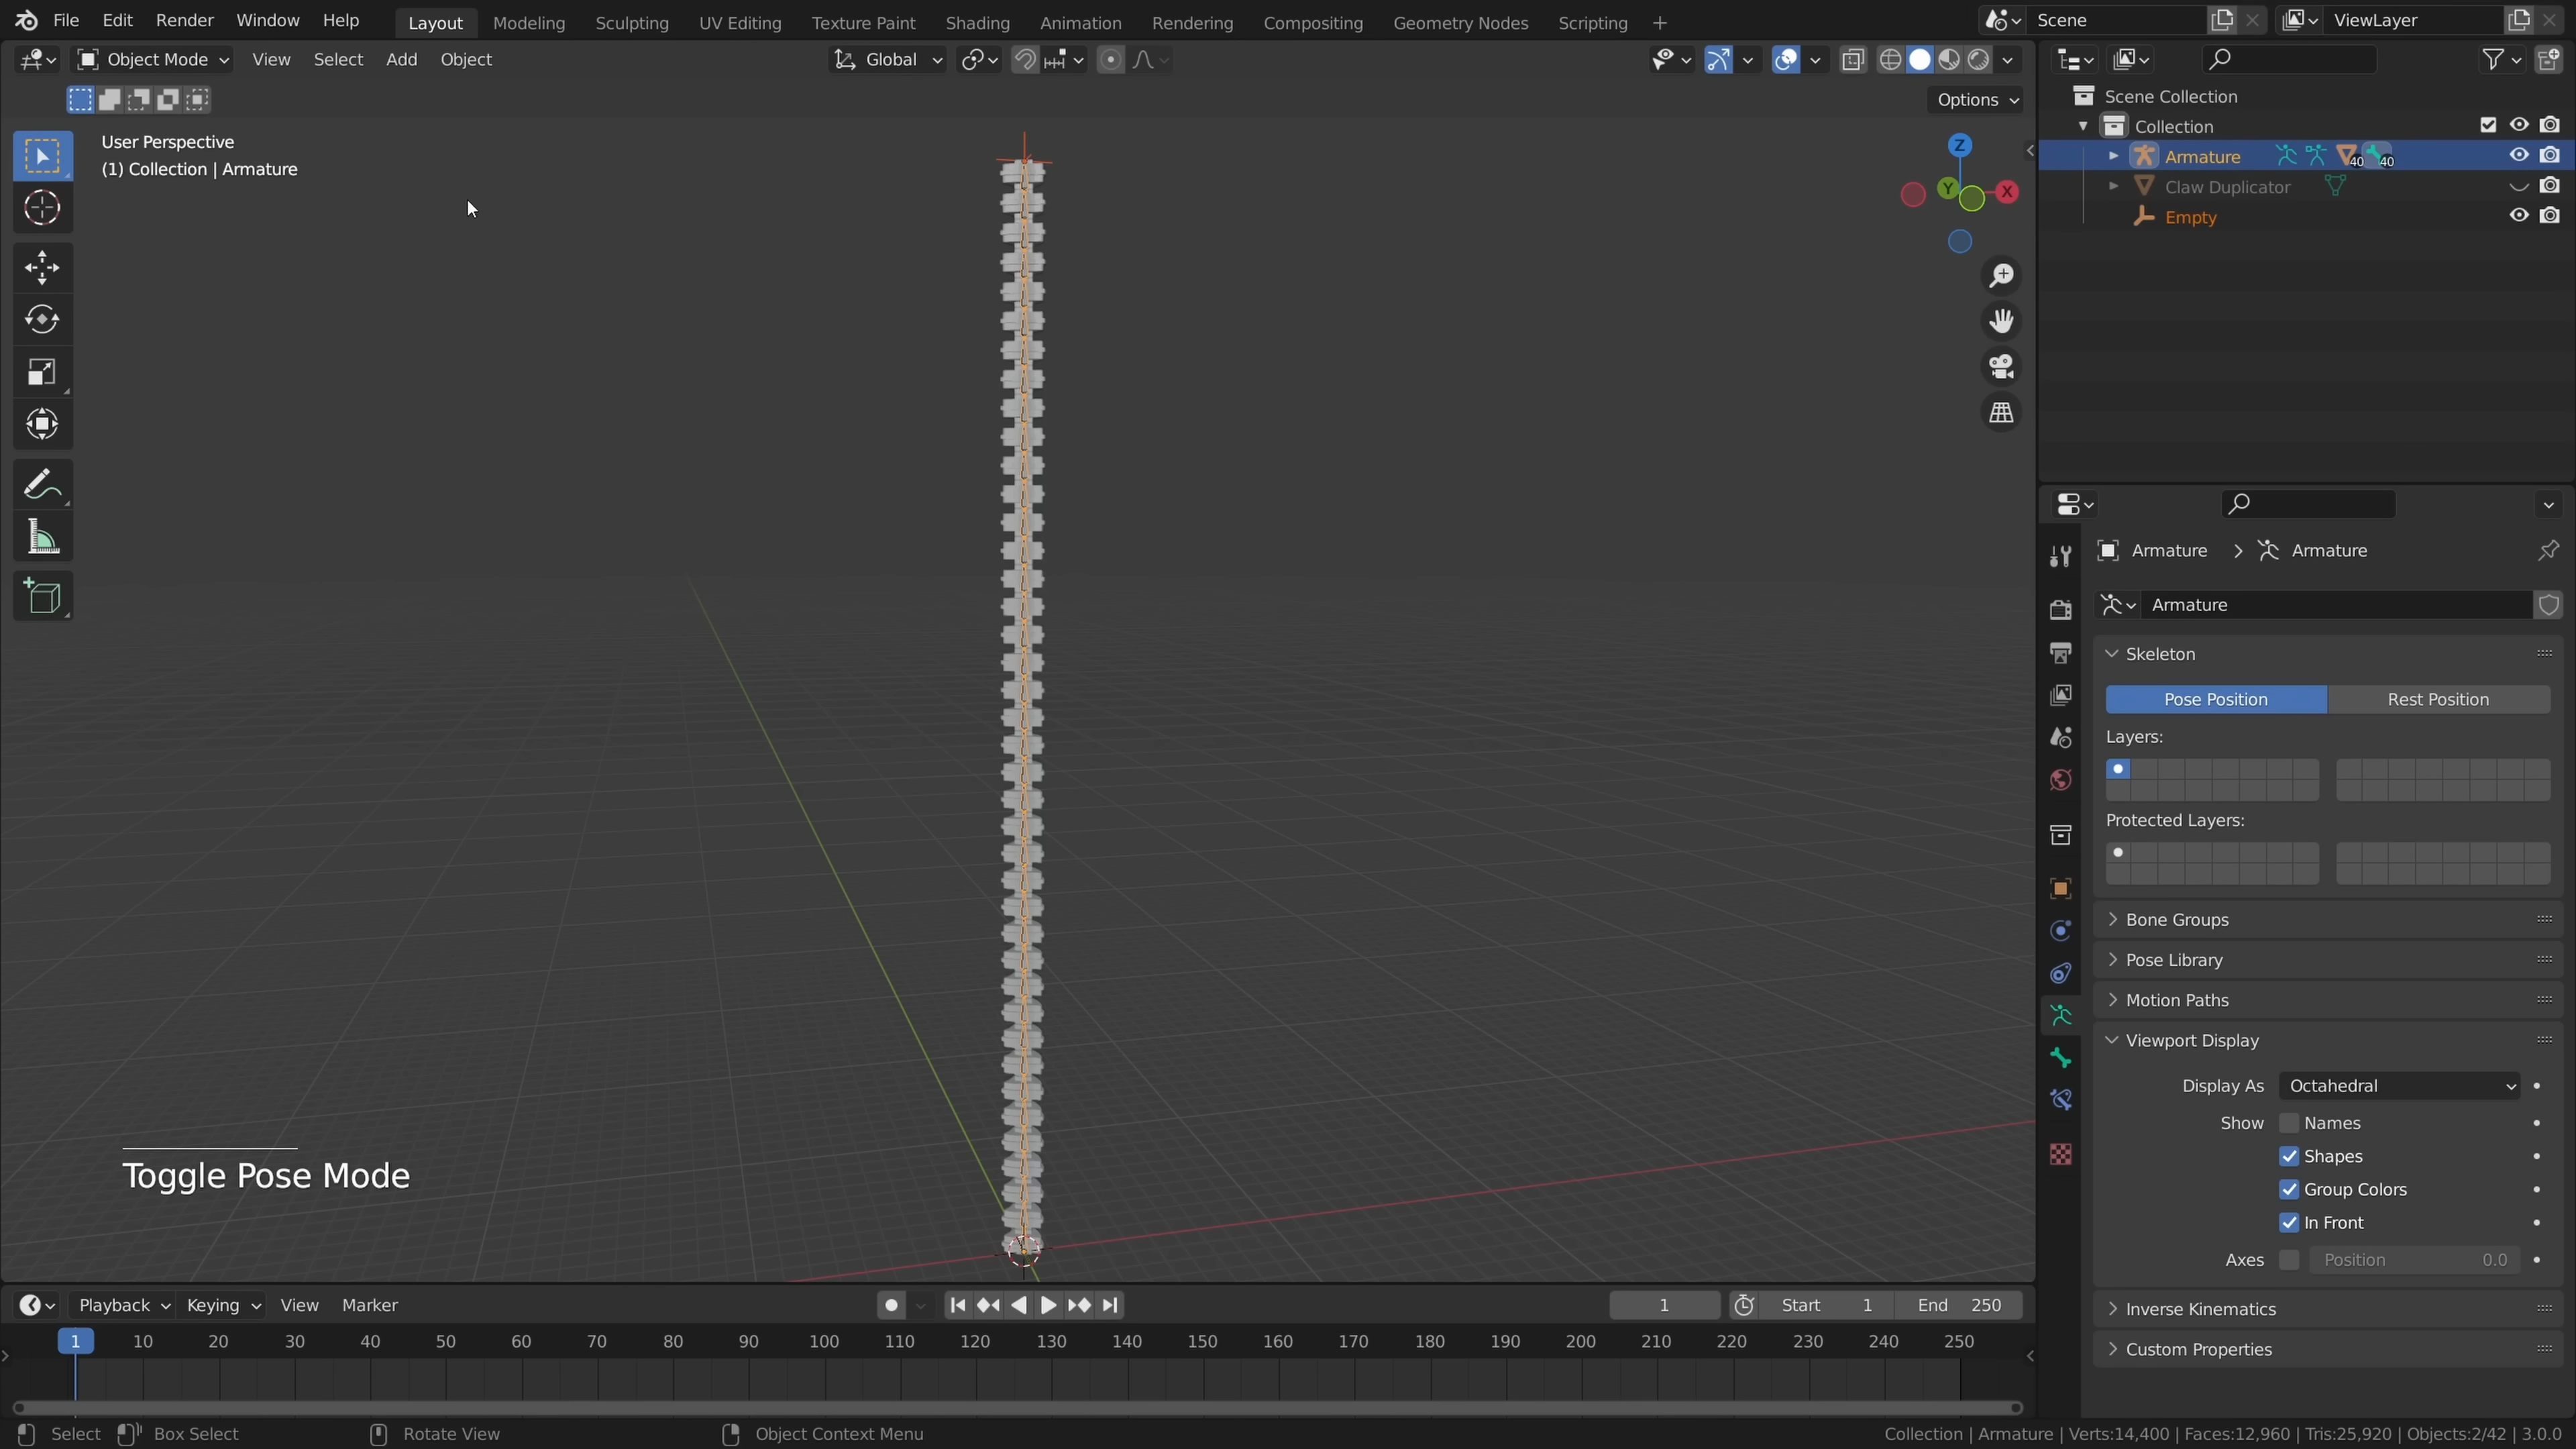 File Edit Render Window Help Layout Modeling Sculpting UV Editing Texture Paint Shading Animation Rendering Compositing Geometry Nodes Scripting + Scene ViewLayer
Object Mode View Select Add Object Global
Options
User Perspective
(1) Collection | Armature
Z
Y X
Toggle Pose Mode
Scene Collection
Collection
Armature 40 40
Claw Duplicator
Empty
Armature > Armature
Armature
Skeleton
Pose Position Rest Position
Layers:
Protected Layers:
Bone Groups
Pose Library
Motion Paths
Viewport Display
Display As Octahedral
Show Names
Shapes
Group Colors
In Front
Axes Position 0.0
Inverse Kinematics
Custom Properties
Playback Keying View Marker 1 Start 1 End 250
1 10 20 30 40 50 60 70 80 90 100 110 120 130 140 150 160 170 180 190 200 210 220 230 240 250
Select Box Select Rotate View Object Context Menu Collection | Armature | Verts:14,400 | Faces:12,960 | Tris:25,920 | Objects:2/42 | 3.0.0